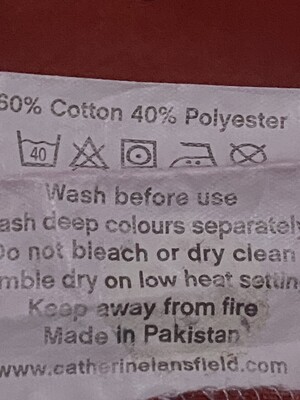 60% Cotton 40% Polyester
40
Wash before use
ash deep colours separately
Do not bleach or dry clean
mble dry on low heat settin
Keep away from fire
Made in Pakistan
www.catherinelansfield.com